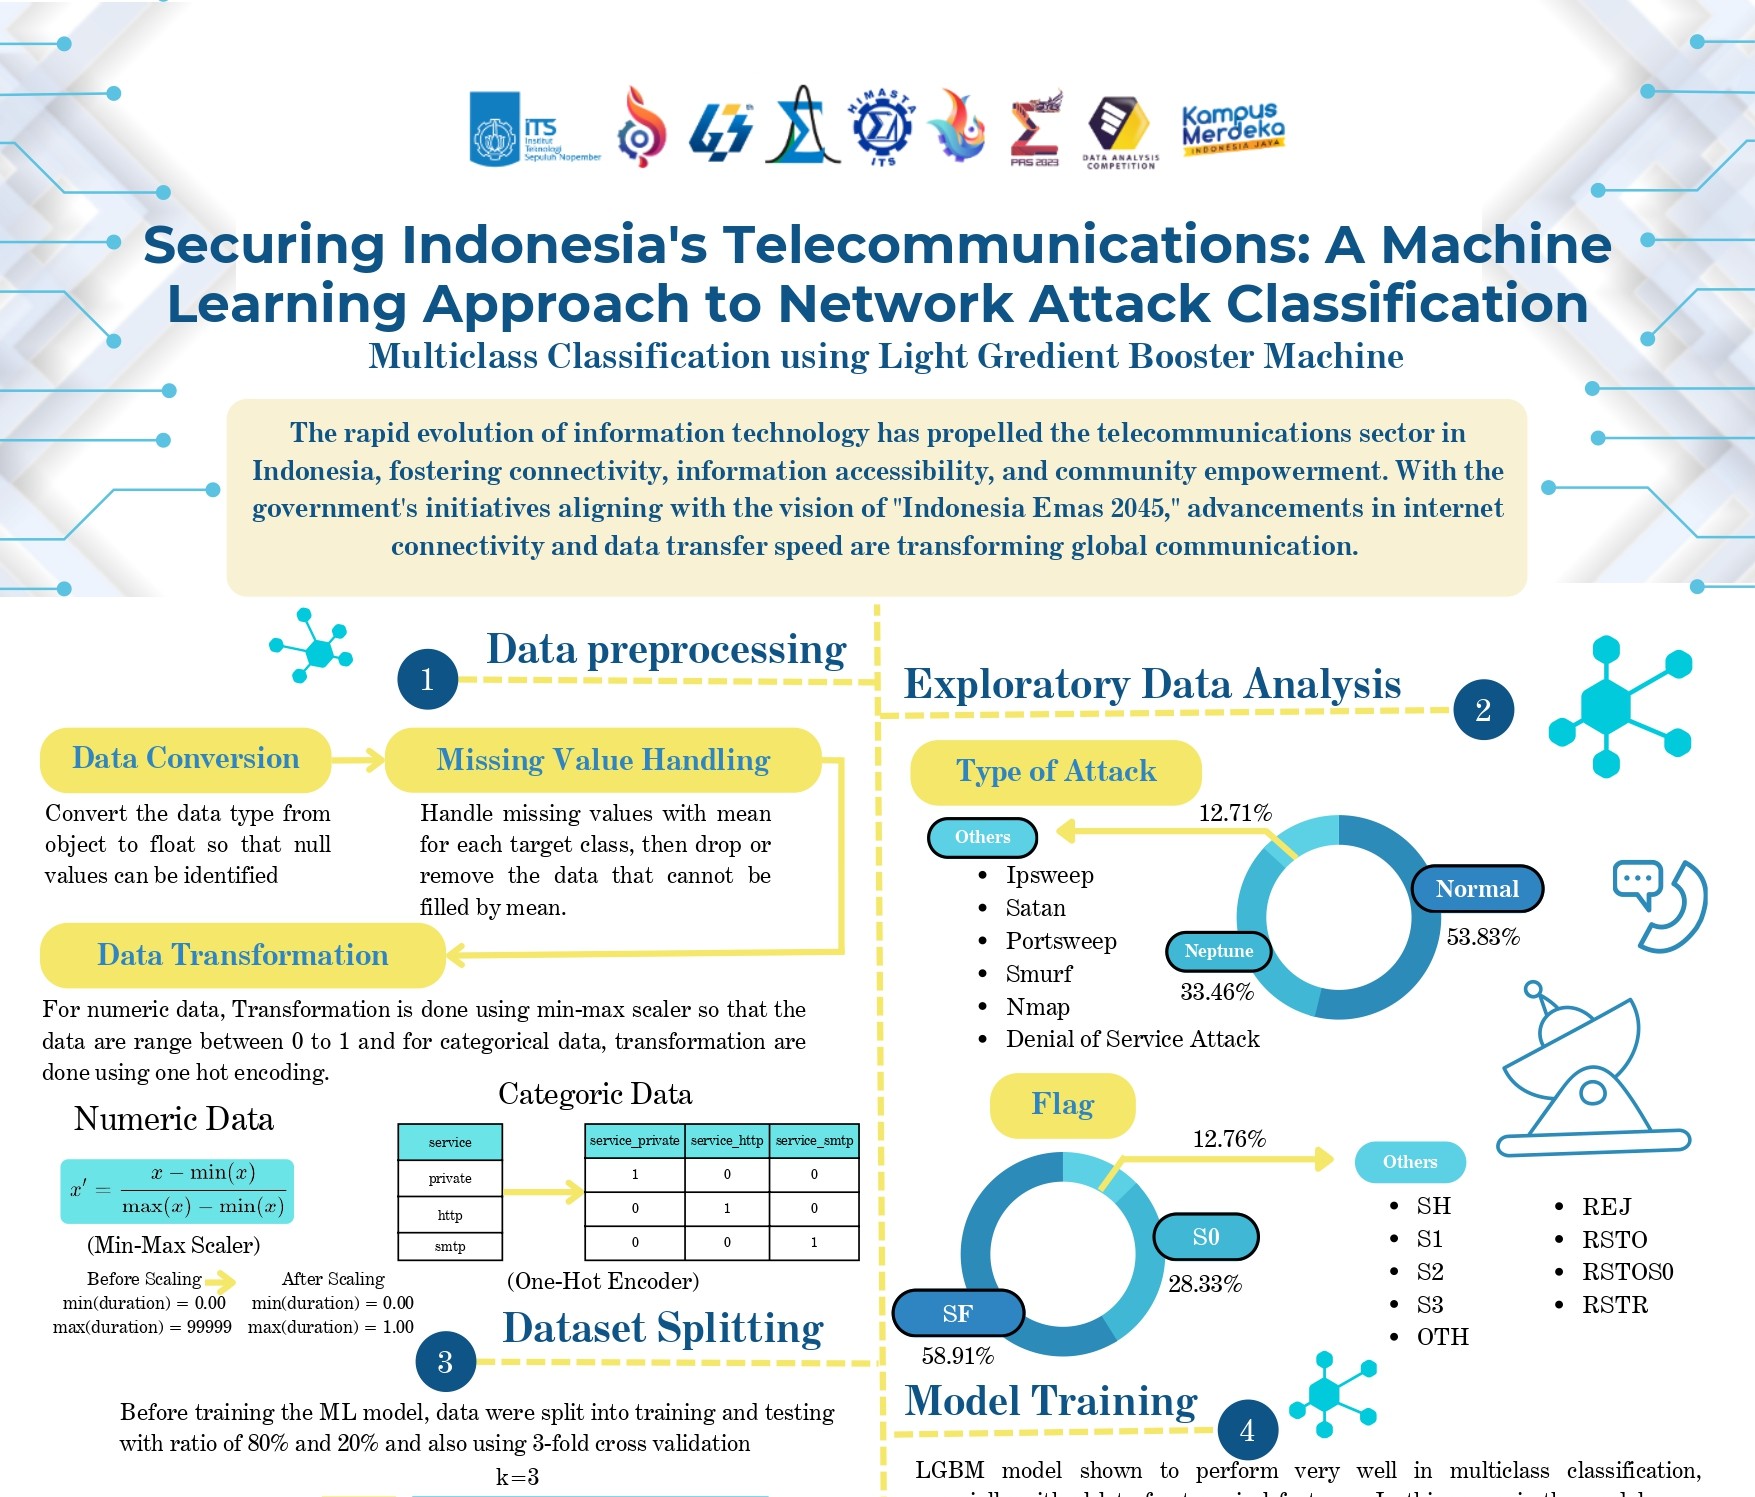 ITS
Institut
Teknologi
Sepuluh Nopember
63 th
HIMASTA
ITS
PRS 2023
DATA ANALYSIS
COMPETITION
Kampus
Merdeka
INDONESIA JAYA
Securing Indonesia's Telecommunications: A Machine
Learning Approach to Network Attack Classification
Multiclass Classification using Light Gredient Booster Machine
The rapid evolution of information technology has propelled the telecommunications sector in
Indonesia, fostering connectivity, information accessibility, and community empowerment. With the
government's initiatives aligning with the vision of "Indonesia Emas 2045," advancements in internet
connectivity and data transfer speed are transforming global communication.
1
Data preprocessing
Data Conversion
Convert the data type from
object to float so that null
values can be identified
Missing Value Handling
Handle missing values with mean
for each target class, then drop or
remove the data that cannot be
filled by mean.
Data Transformation
For numeric data, Transformation is done using min-max scaler so that the
data are range between 0 to 1 and for categorical data, transformation are
done using one hot encoding.
Numeric Data
x′ = (x − min(x)) / (max(x) − min(x))
(Min-Max Scaler)
Before Scaling
min(duration) = 0.00
max(duration) = 99999
After Scaling
min(duration) = 0.00
max(duration) = 1.00
Categoric Data
service
private
http
smtp
service_private service_http service_smtp
1 0 0
0 1 0
0 0 1
(One-Hot Encoder)
Exploratory Data Analysis
2
Type of Attack
12.71%
Others
• Ipsweep
• Satan
• Portsweep
• Smurf
• Nmap
• Denial of Service Attack
Normal
53.83%
Neptune
33.46%
Flag
12.76%
Others
• SH
• S1
• S2
• S3
• OTH
• REJ
• RSTO
• RSTOS0
• RSTR
S0
28.33%
SF
58.91%
3
Dataset Splitting
Before training the ML model, data were split into training and testing
with ratio of 80% and 20% and also using 3-fold cross validation
k=3
Model Training
4
LGBM model shown to perform very well in multiclass classification,